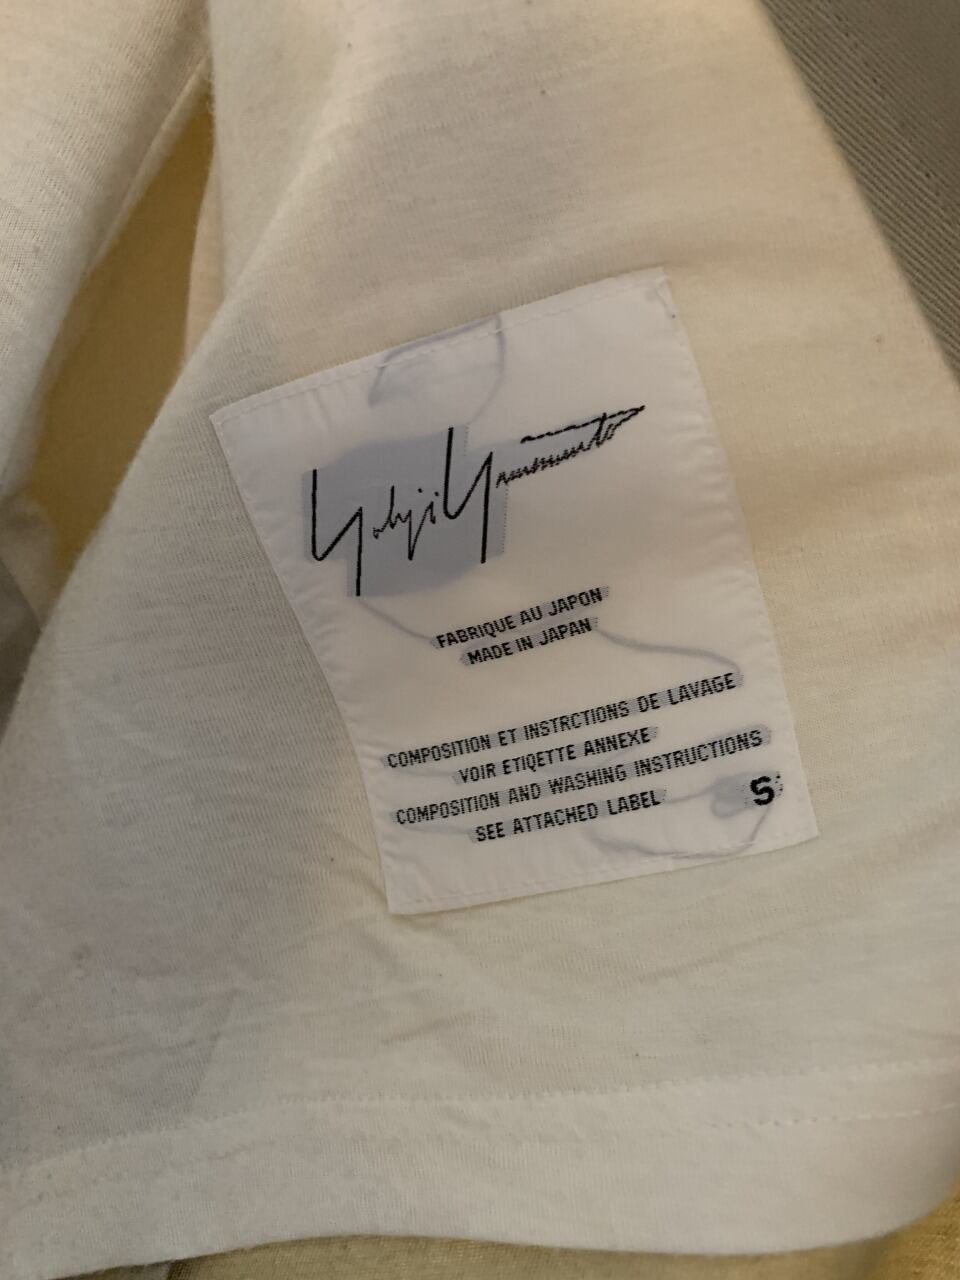 Yohji Yamamoto
FABRIQUE AU JAPON
MADE IN JAPAN
COMPOSITION ET INSTRCTIONS DE LAVAGE
VOIR ETIQETTE ANNEXE
COMPOSITION AND WASHING INSTRUCTIONS
SEE ATTACHED LABEL
S